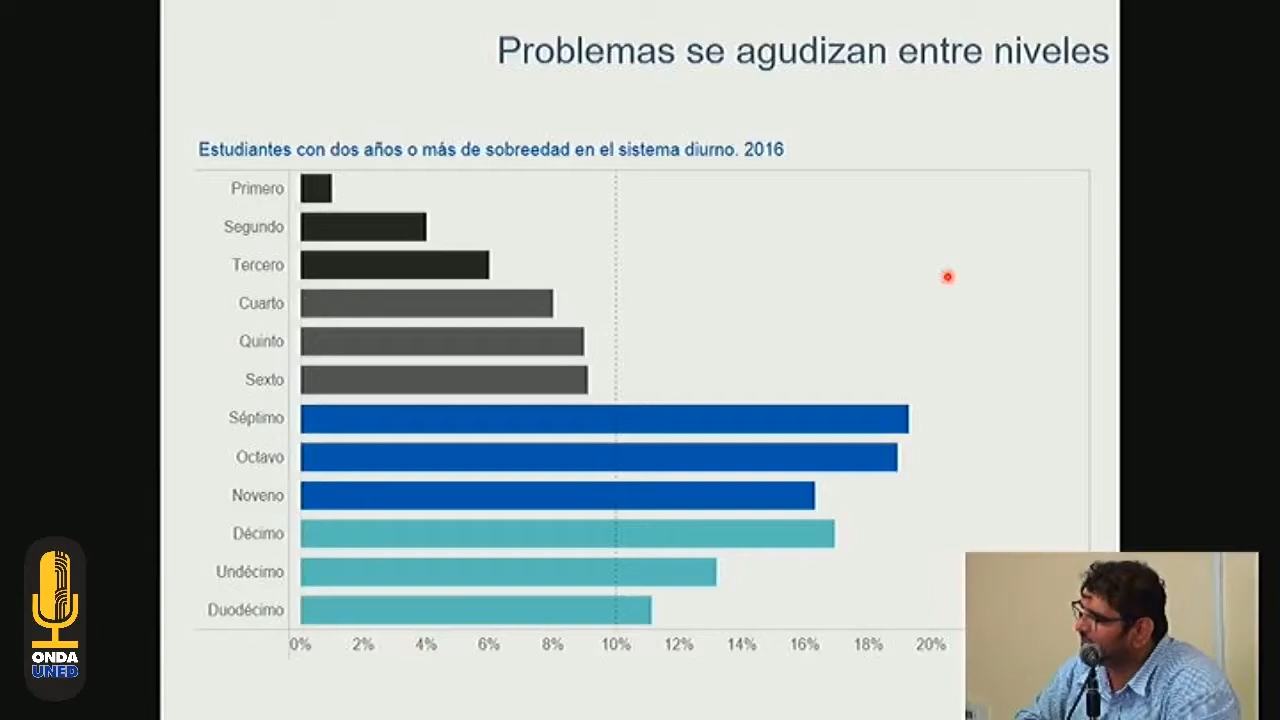 Problemas se agudizan entre niveles
Estudiantes con dos años o más de sobreedad en el sistema diurno. 2016
Primero
Segundo
Tercero
Cuarto
Quinto
Sexto
Séptimo
Octavo
Noveno
Décimo
Undécimo
Duodécimo
0% 2% 4% 6% 8% 10% 12% 14% 16% 18% 20%
ONDA
UNED